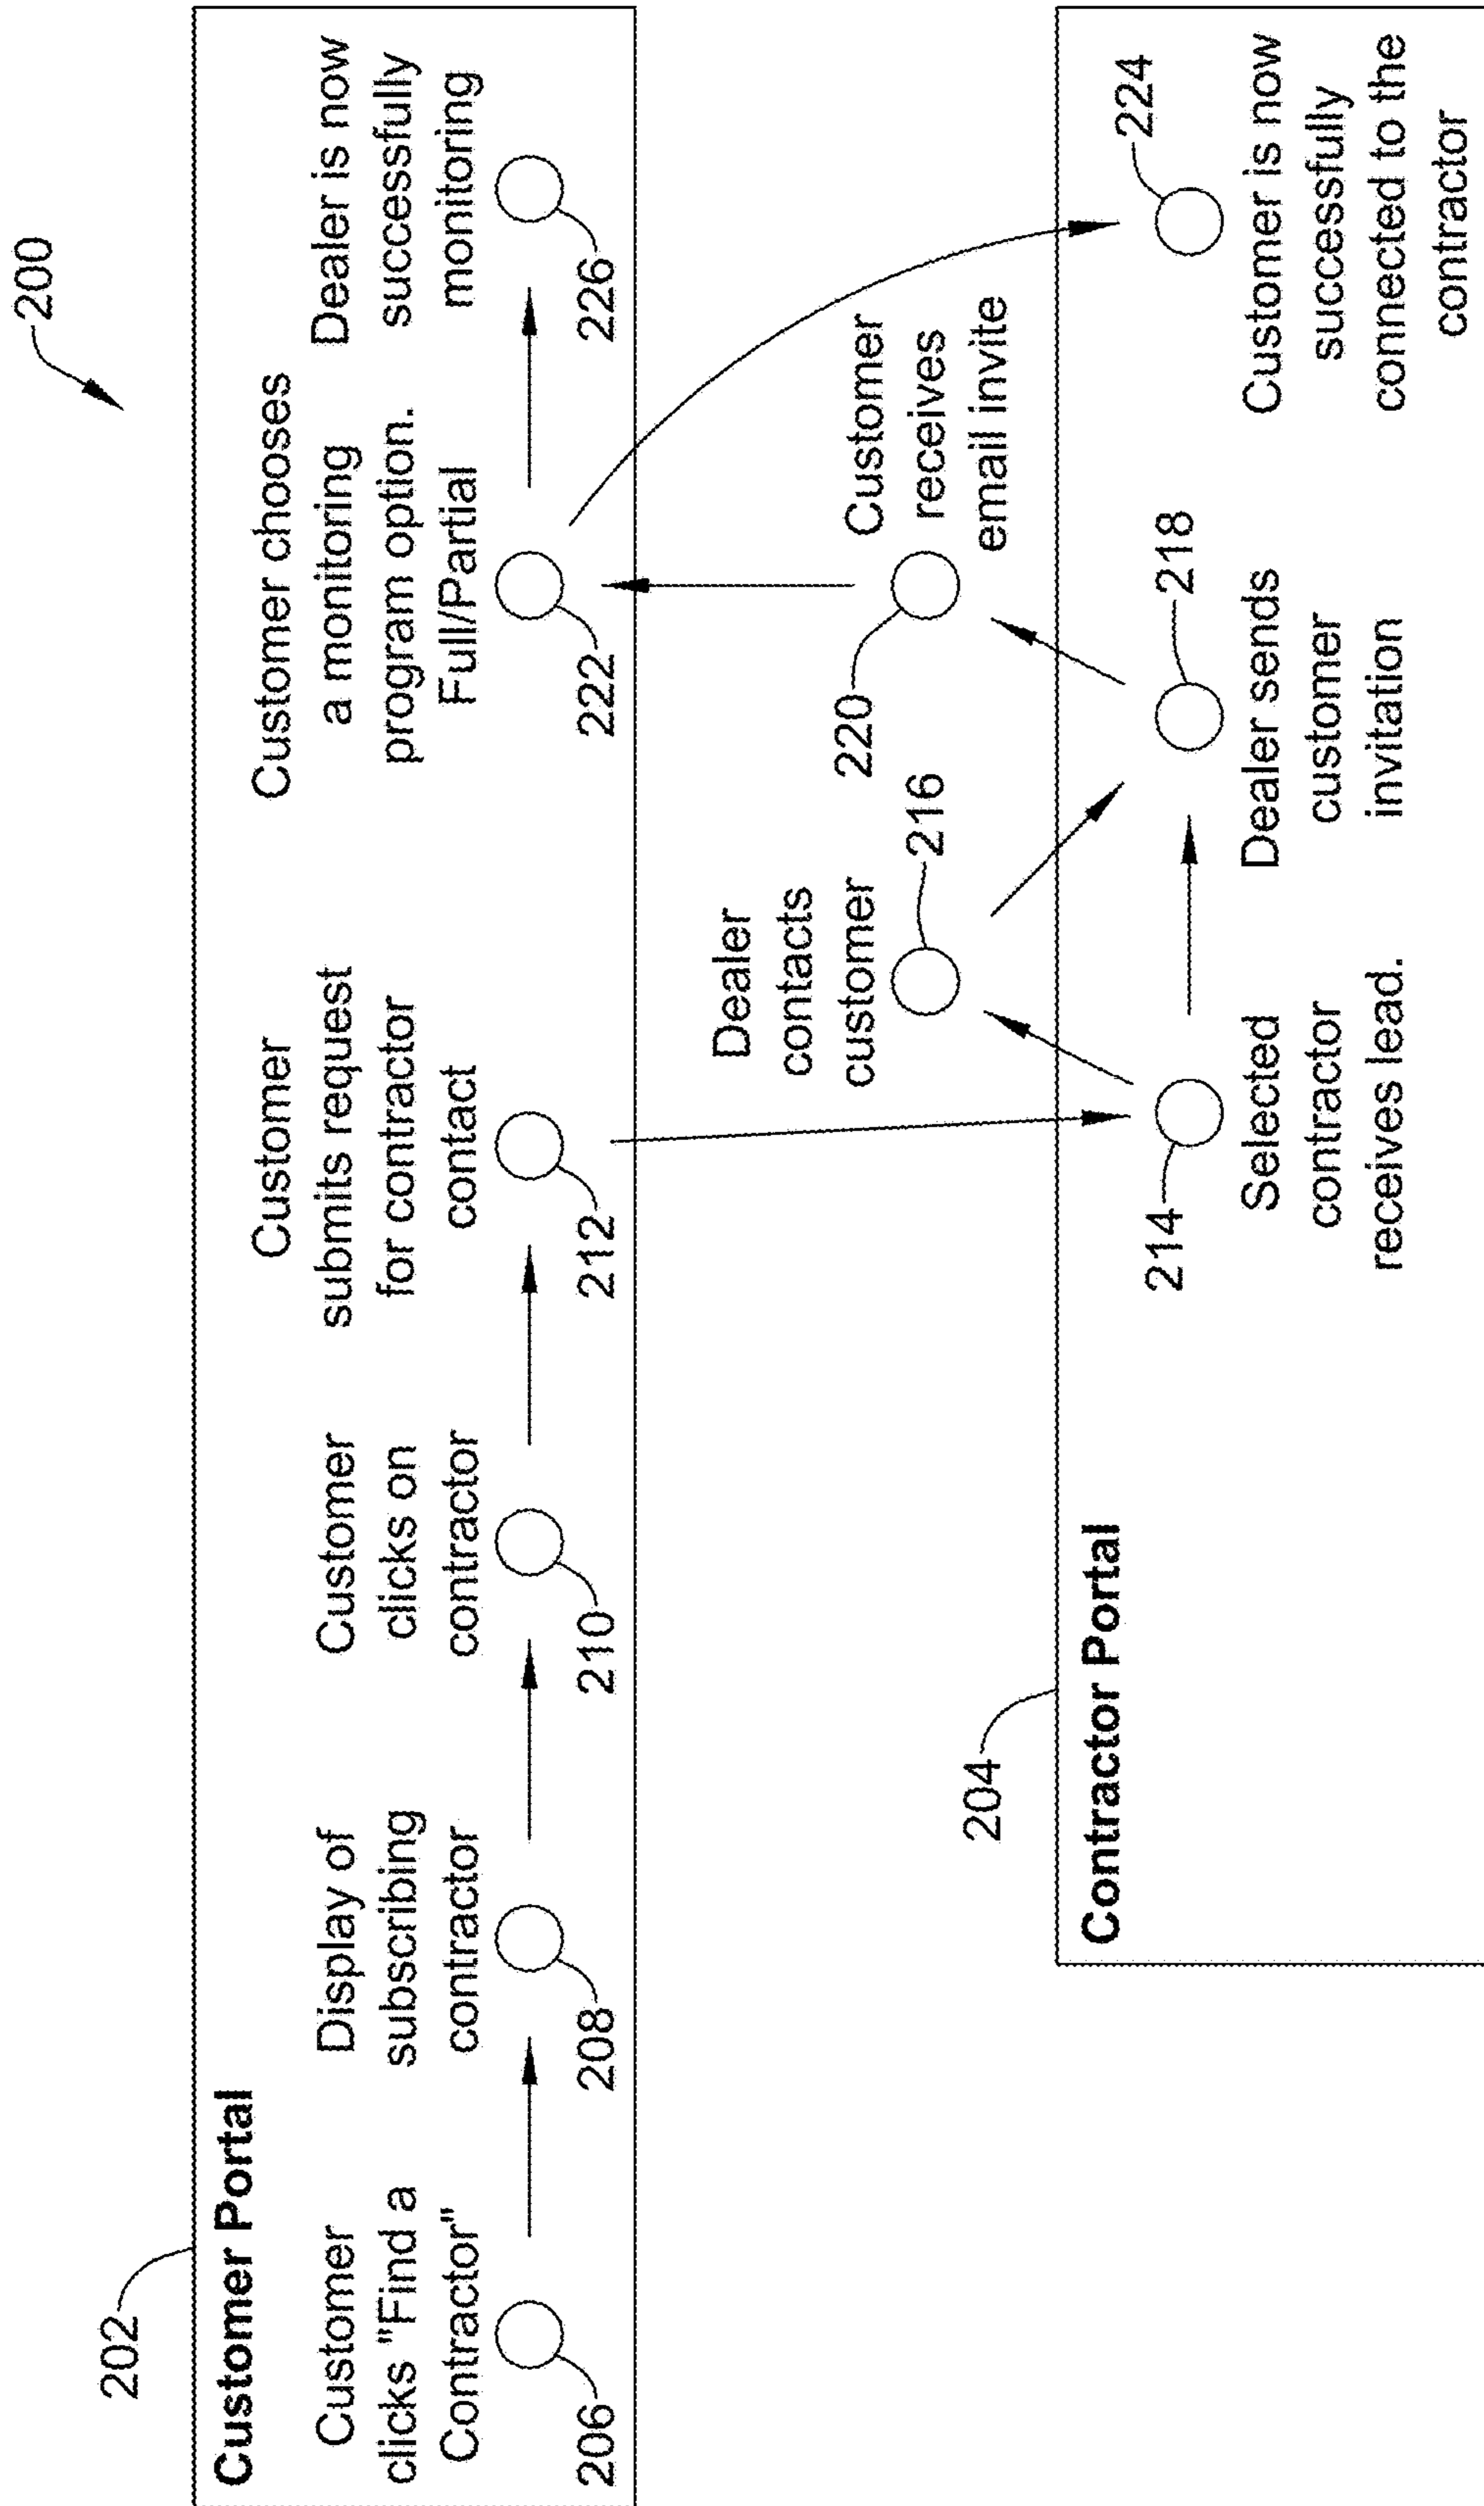 200
202
Customer Portal
Customer
clicks "Find a
Contractor"
206
Display of
subscribing
contractor
208
Customer
clicks on
contractor
210
Customer
submits request
for contractor
contact
212
Customer chooses
a monitoring
program option.
Full/Partial
222
Dealer is now
successfully
monitoring
226
Dealer
contacts
customer
216
Customer
receives
email invite
220
204
Contractor Portal
214
Selected
contractor
receives lead.
218
Dealer sends
customer
invitation
224
Customer is now
successfully
connected to the
contractor